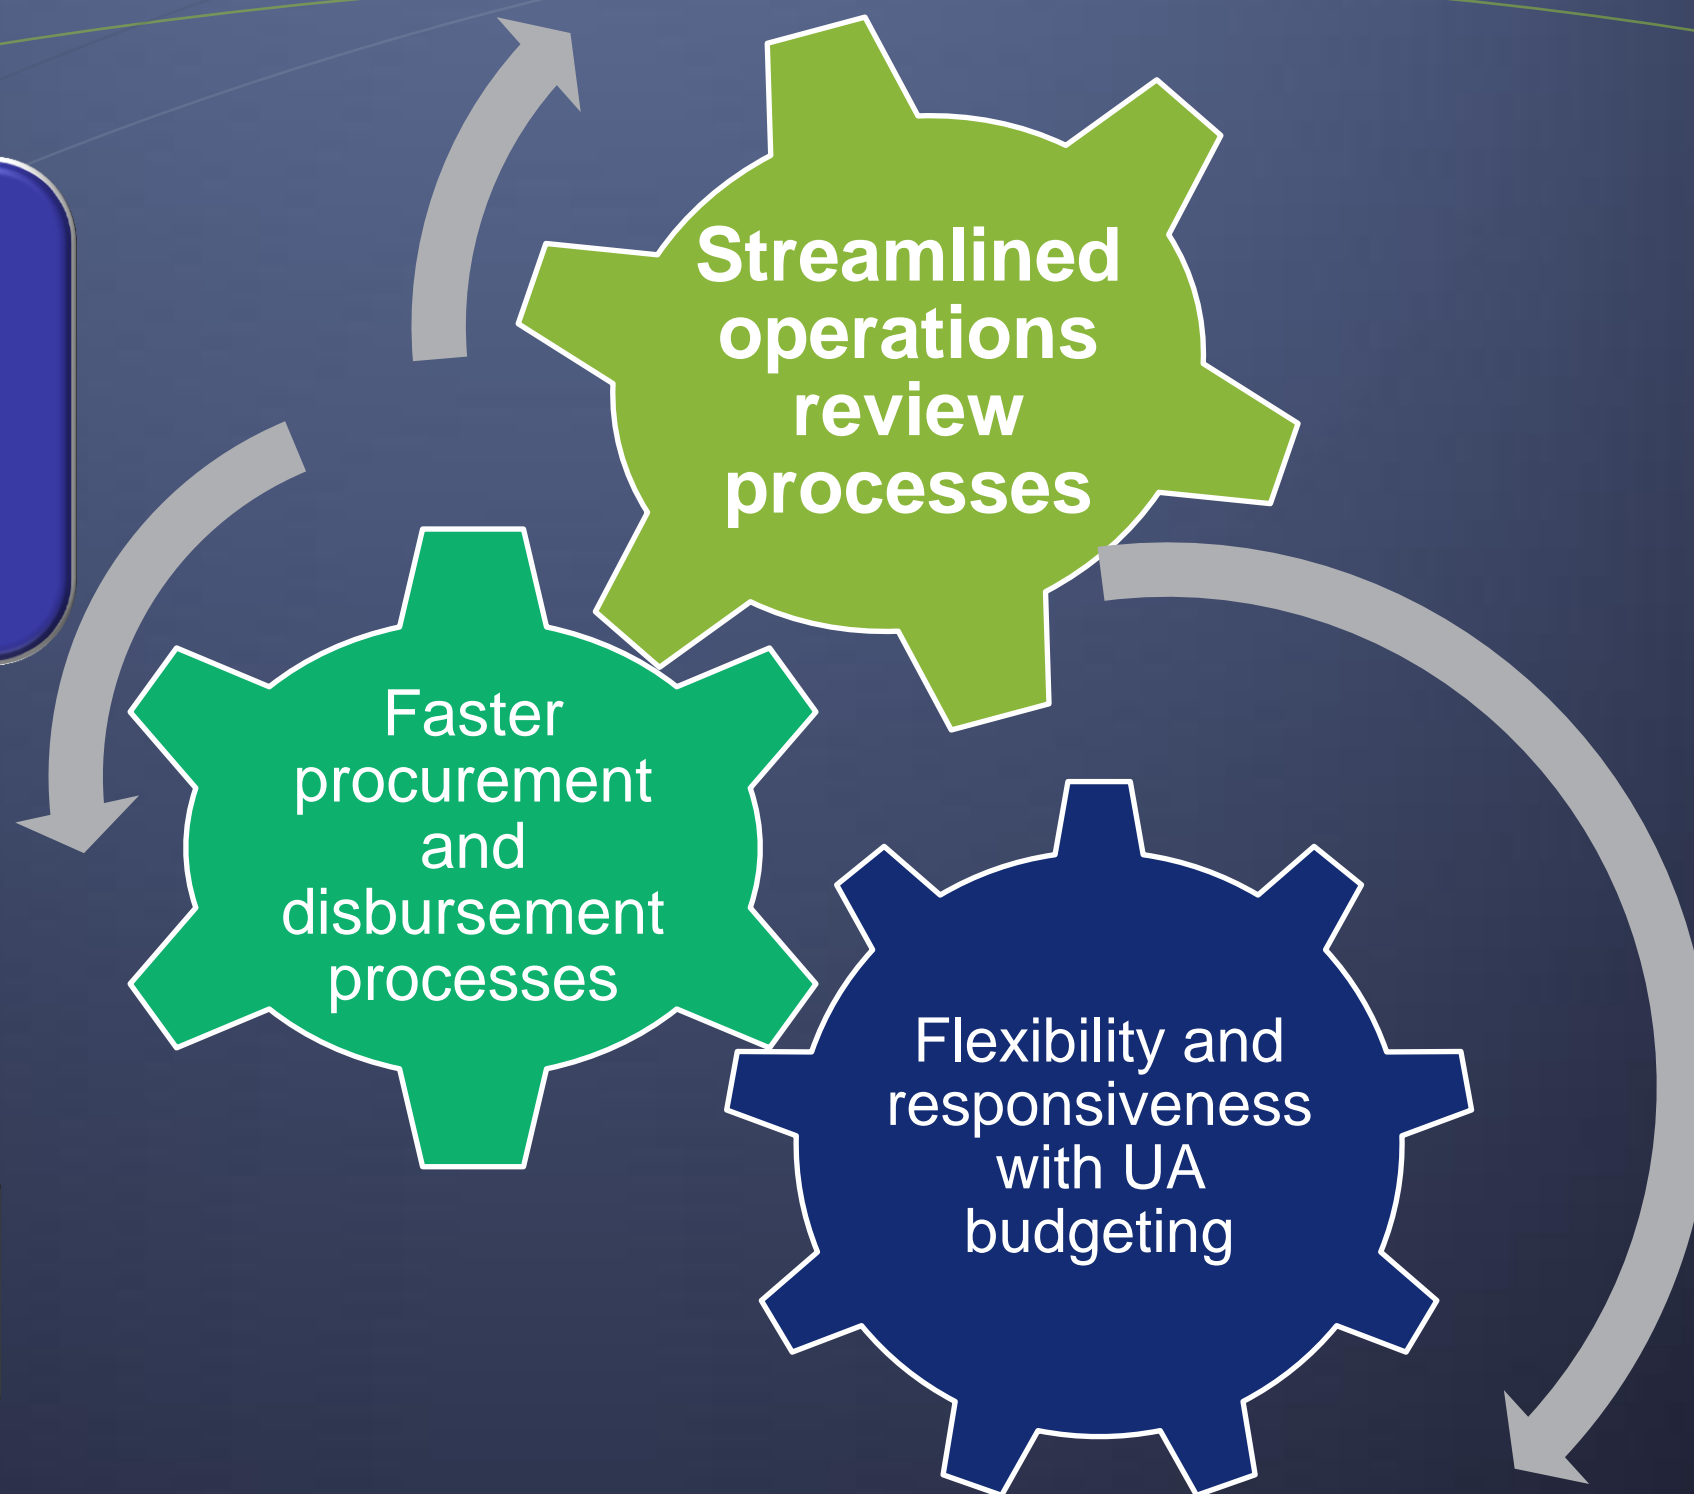 Streamlined
operations
review
processes
Faster
procurement
and
disbursement
processes
Flexibility and
responsiveness
with UA
budgeting